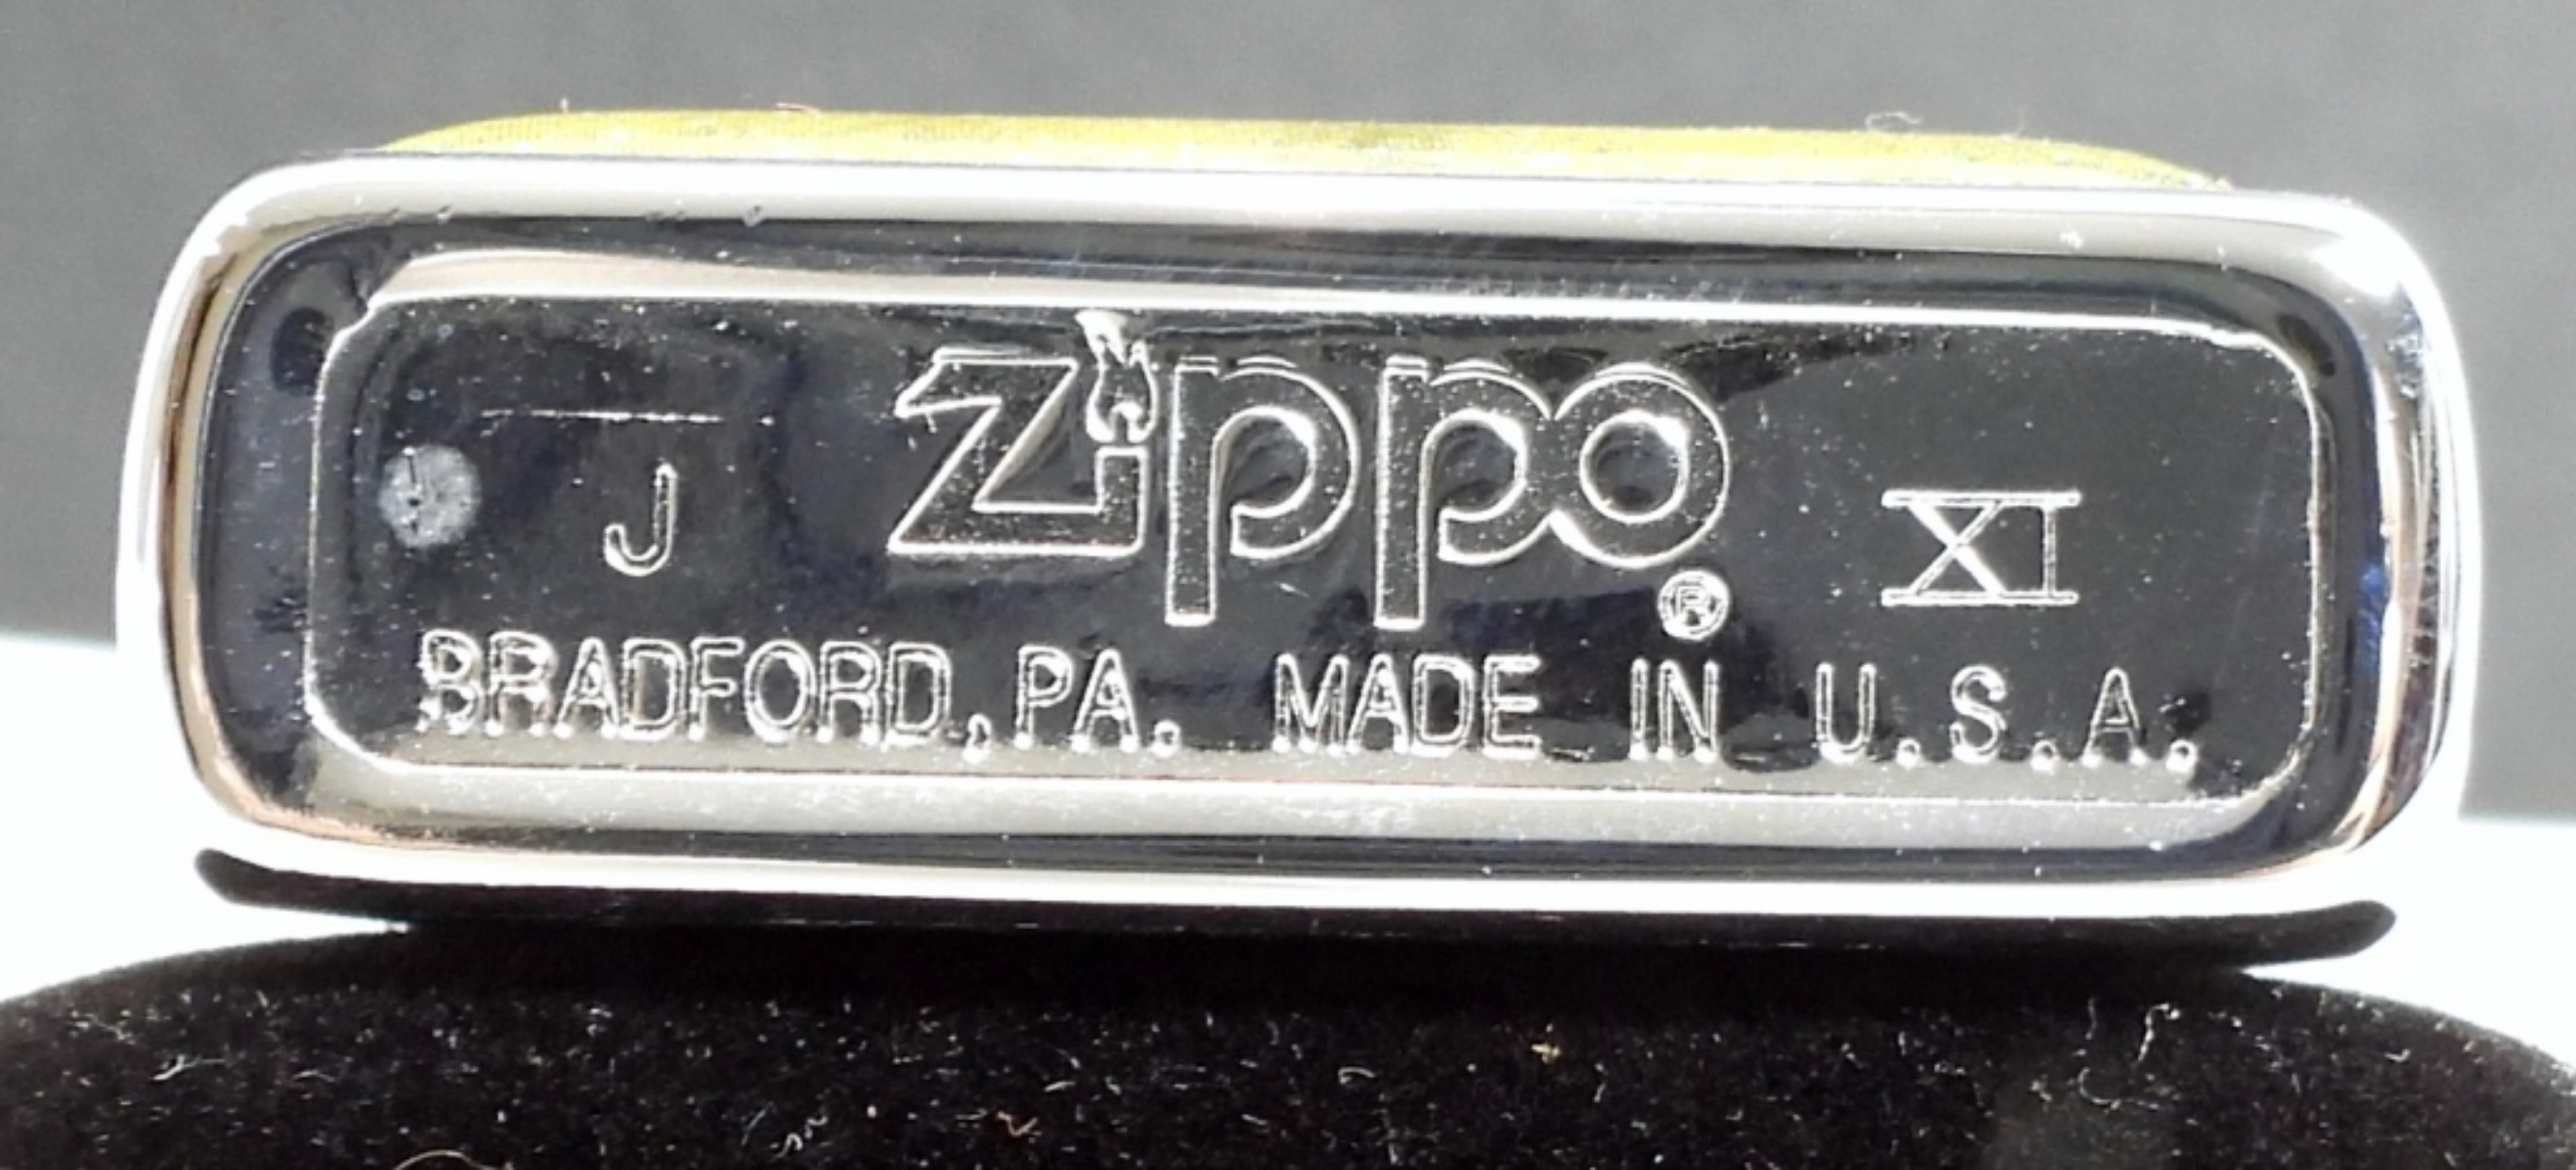 J Zippo ® XI
BRADFORD, PA. MADE IN U.S.A.